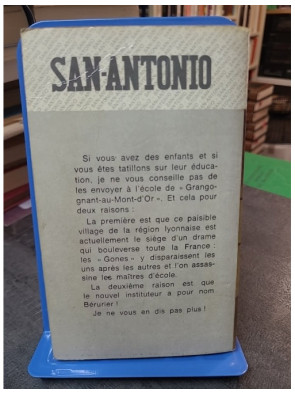 SAN-ANTONIO
Si vous avez des enfants et si
vous êtes tatillons sur leur éduca-
tion, je ne vous conseille pas de
les envoyer à l'école de « Grango-
gnant-au-Mont-d'Or ». Et cela pour
deux raisons :
La première est que ce paisible
village de la région lyonnaise est
actuellement le siège d'un drame
qui bouleverse toute la France :
les « Gones » y disparaissent les
uns après les autres et l'on assas-
sine les maîtres d'école.
La deuxième raison est que
le nouvel instituteur a pour nom
Bérurier !
Je ne vous en dis pas plus !